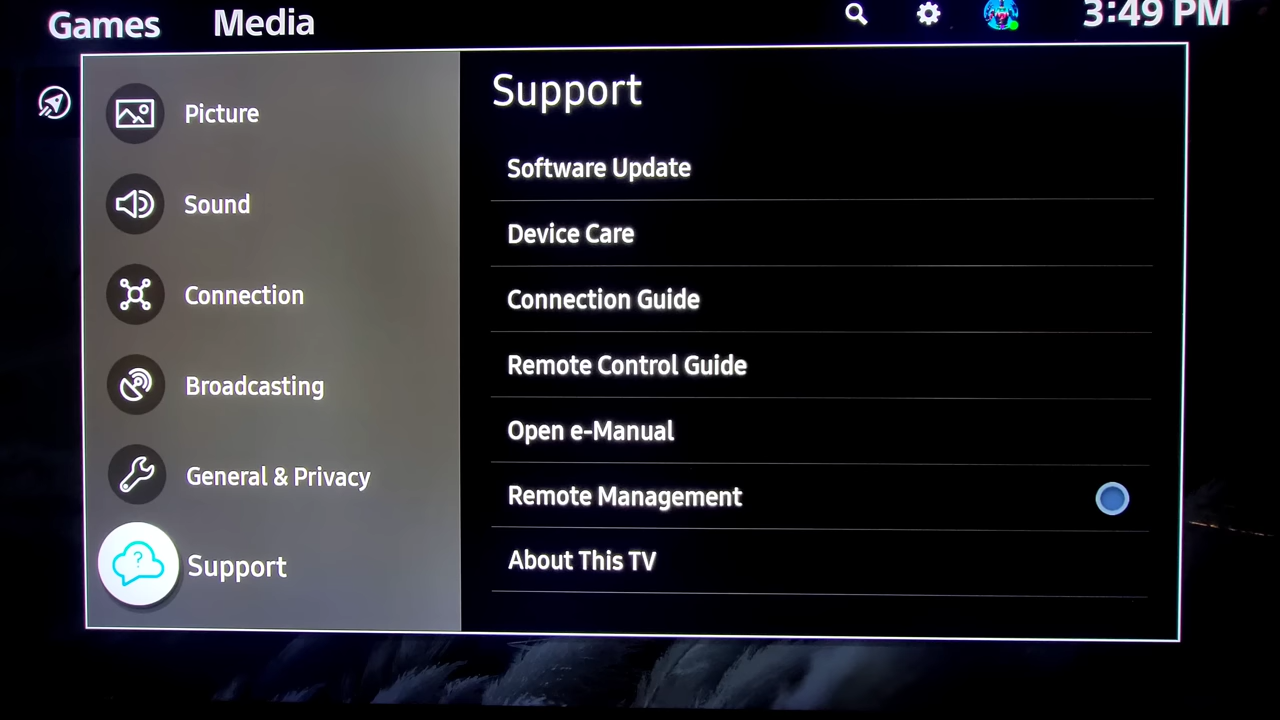 Games Media 3:49 PM
Picture
Sound
Connection
Broadcasting
General & Privacy
Support
Support
Software Update
Device Care
Connection Guide
Remote Control Guide
Open e-Manual
Remote Management
About This TV